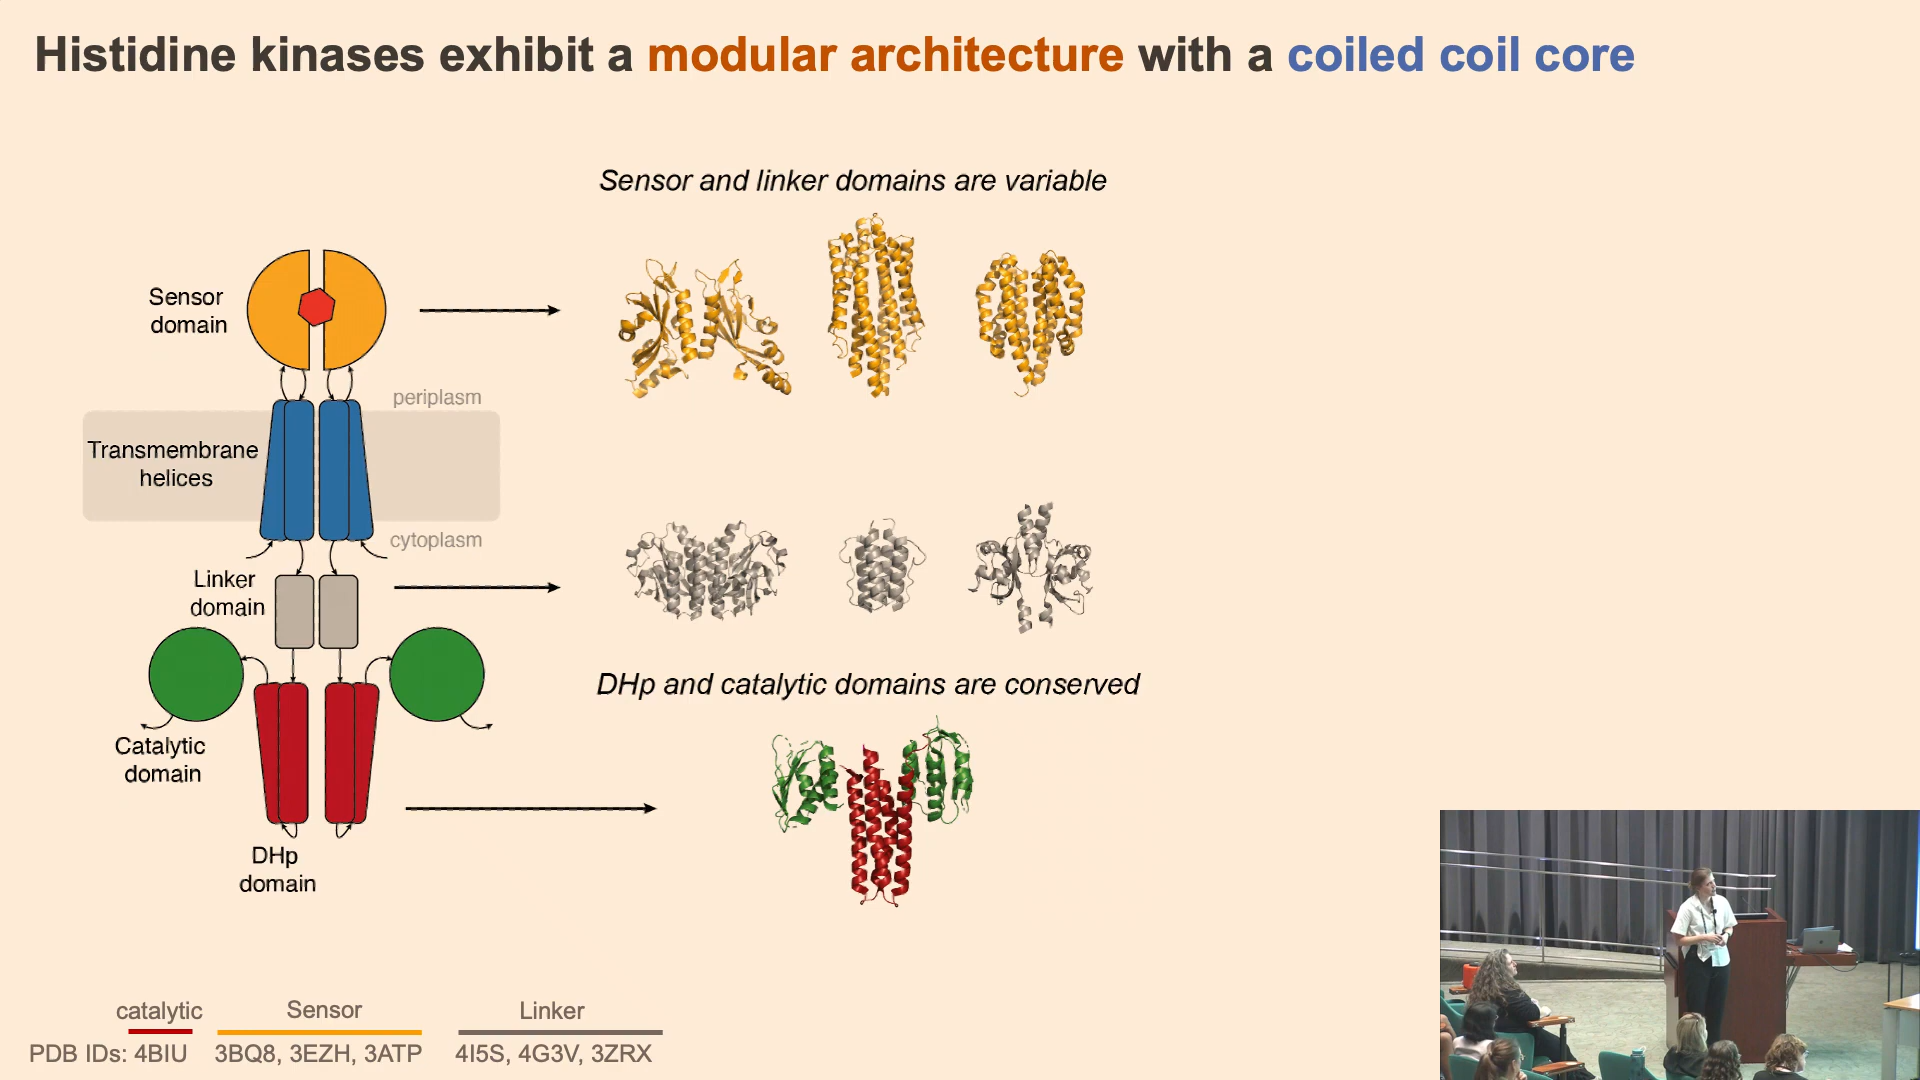 Histidine kinases exhibit a modular architecture with a coiled coil core
Sensor and linker domains are variable
Sensor
domain
periplasm
Transmembrane
helices
cytoplasm
Linker
domain
DHp and catalytic domains are conserved
Catalytic
domain
DHp
domain
catalytic Sensor Linker
PDB IDs: 4BIU 3BQ8, 3EZH, 3ATP 4I5S, 4G3V, 3ZRX